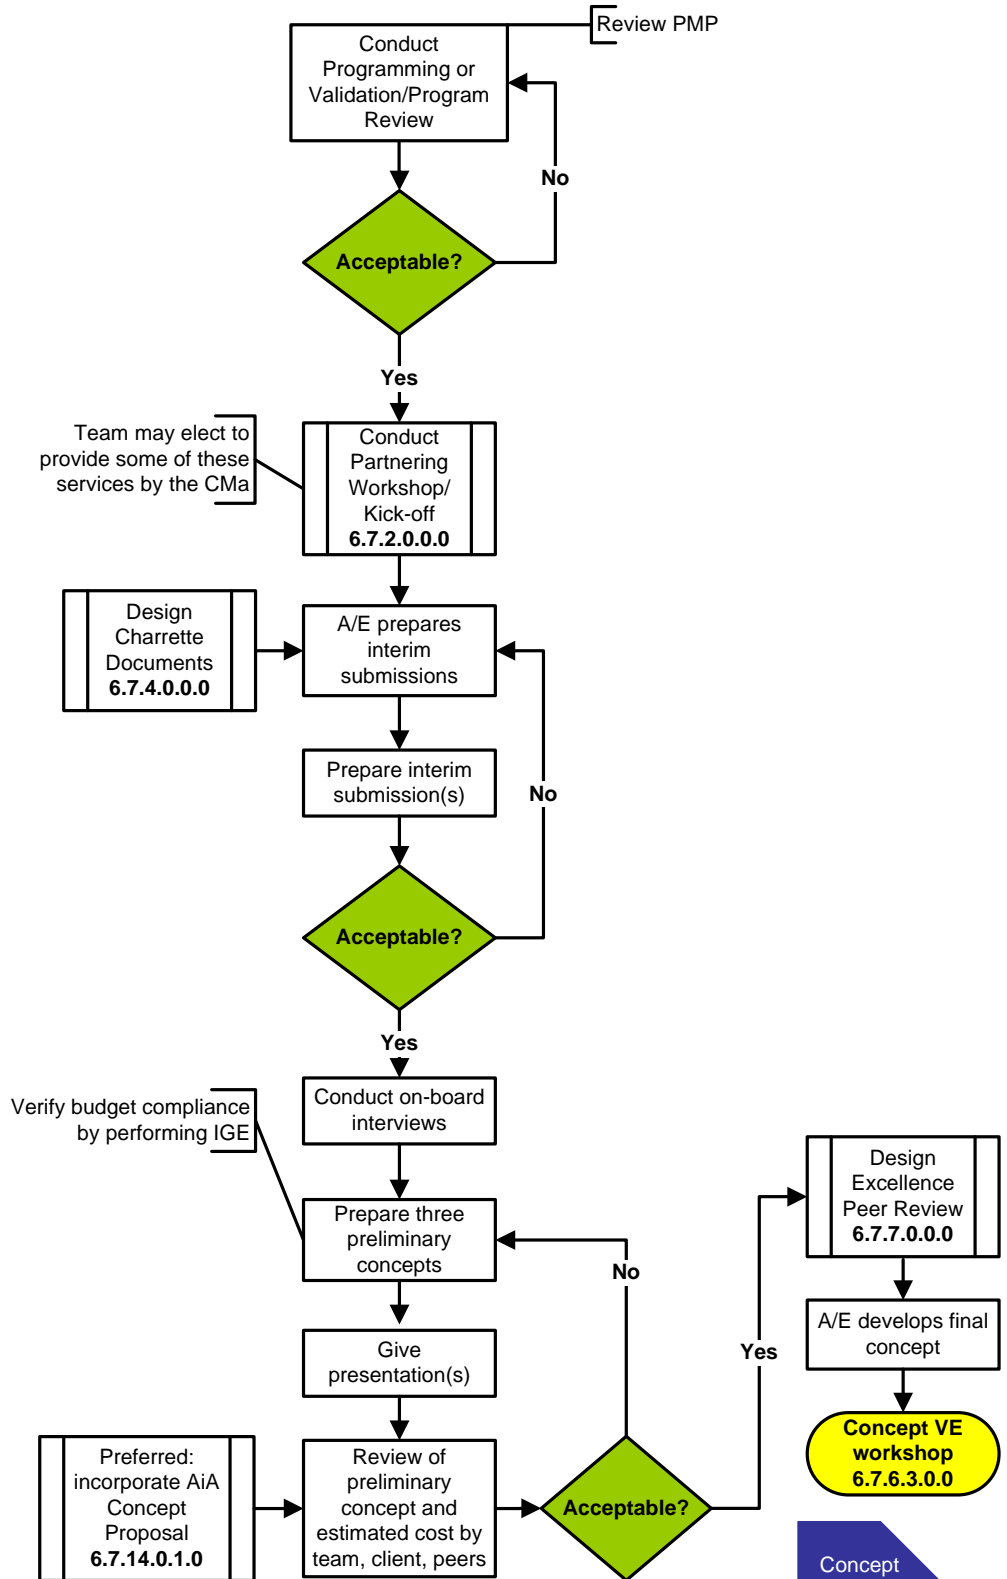 Review PMP
Conduct
Programming or
Validation/Program
Review
No
Acceptable?
Yes
Team may elect to
provide some of these
services by the CMa
Conduct
Partnering
Workshop/
Kick-off
6.7.2.0.0.0
Design
Charrette
Documents
6.7.4.0.0.0
A/E prepares
interim
submissions
Prepare interim
submission(s)
No
Acceptable?
Yes
Conduct on-board
interviews
Verify budget compliance
by performing IGE
Prepare three
preliminary
concepts
No
Give
presentation(s)
Preferred:
incorporate AiA
Concept
Proposal
6.7.14.0.1.0
Review of
preliminary
concept and
estimated cost by
team, client, peers
Acceptable?
Yes
Design
Excellence
Peer Review
6.7.7.0.0.0
A/E develops final
concept
Concept VE
workshop
6.7.6.3.0.0
Concept